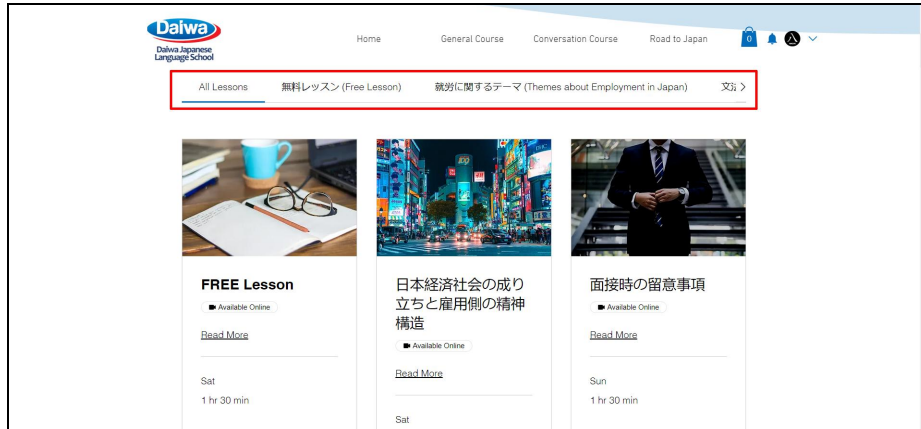 Daiwa
Daiwa Japanese
Language School
Home
General Course
Conversation Course
Road to Japan
0
All Lessons
無料レッスン (Free Lesson)
就労に関するテーマ (Themes about Employment in Japan)
FREE Lesson
Available Online
Read More
Sat
1 hr 30 min
日本経済社会の成り
立ちと雇用側の精神
構造
Available Online
Read More
Sat
面接時の留意事項
Available Online
Read More
Sun
1 hr 30 min